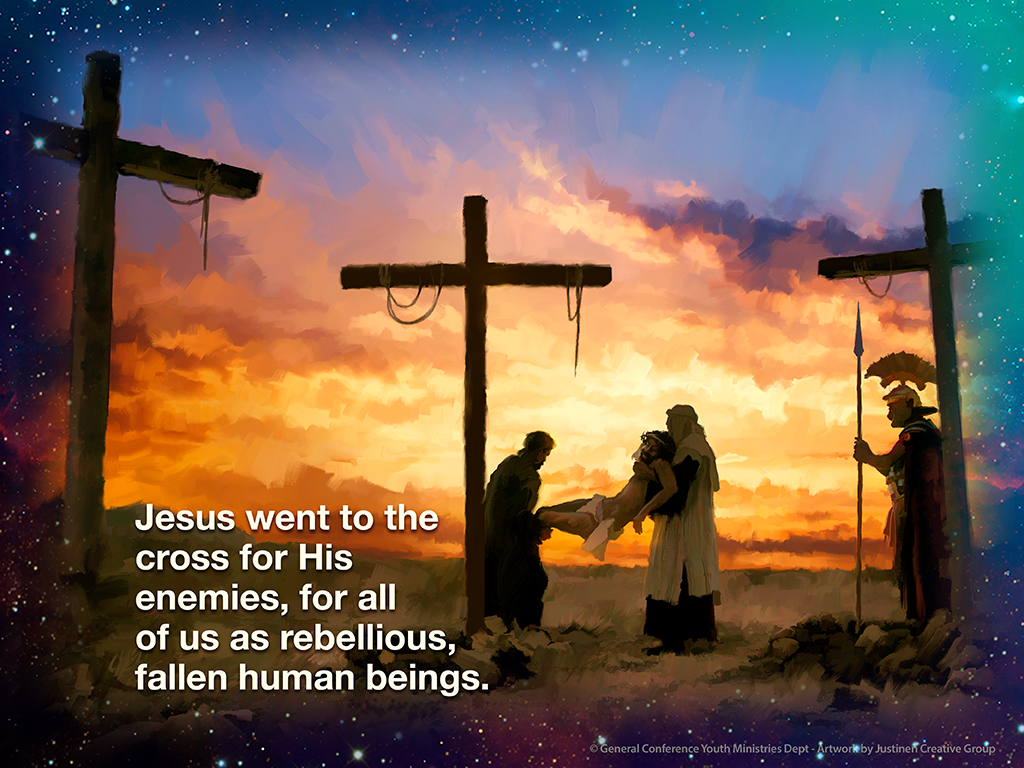 Jesus went to the
cross for His
enemies, for all
of us as rebellious,
fallen human beings.
© General Conference Youth Ministries Dept - Artwork by Justinen Creative Group